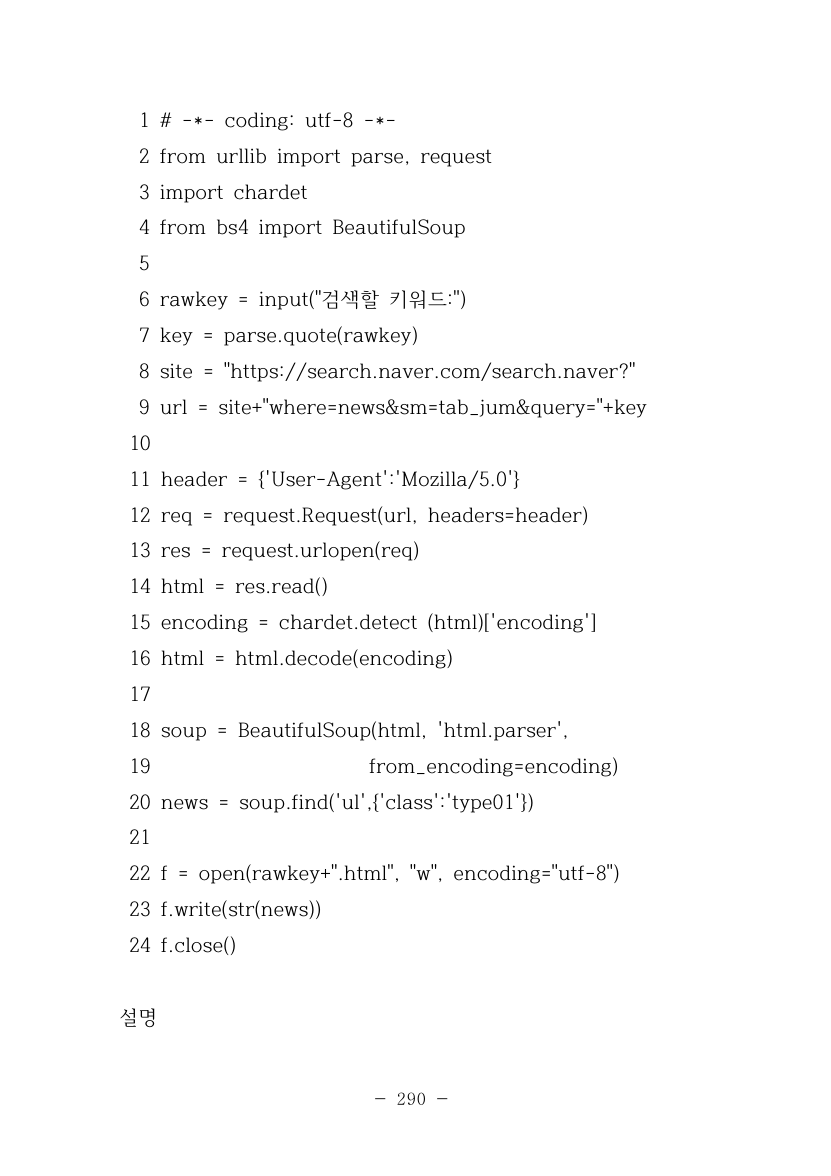 1 # -*- coding: utf-8 -*-
2 from urllib import parse, request
3 import chardet
4 from bs4 import BeautifulSoup
5
6 rawkey = input("검색할 키워드:")
7 key = parse.quote(rawkey)
8 site = "https://search.naver.com/search.naver?"
9 url = site+"where=news&sm=tab_jum&query="+key
10
11 header = {'User-Agent':'Mozilla/5.0'}
12 req = request.Request(url, headers=header)
13 res = request.urlopen(req)
14 html = res.read()
15 encoding = chardet.detect (html)['encoding']
16 html = html.decode(encoding)
17
18 soup = BeautifulSoup(html, 'html.parser',
19                     from_encoding=encoding)
20 news = soup.find('ul',{'class':'type01'})
21
22 f = open(rawkey+".html", "w", encoding="utf-8")
23 f.write(str(news))
24 f.close()
설명
- 290 -